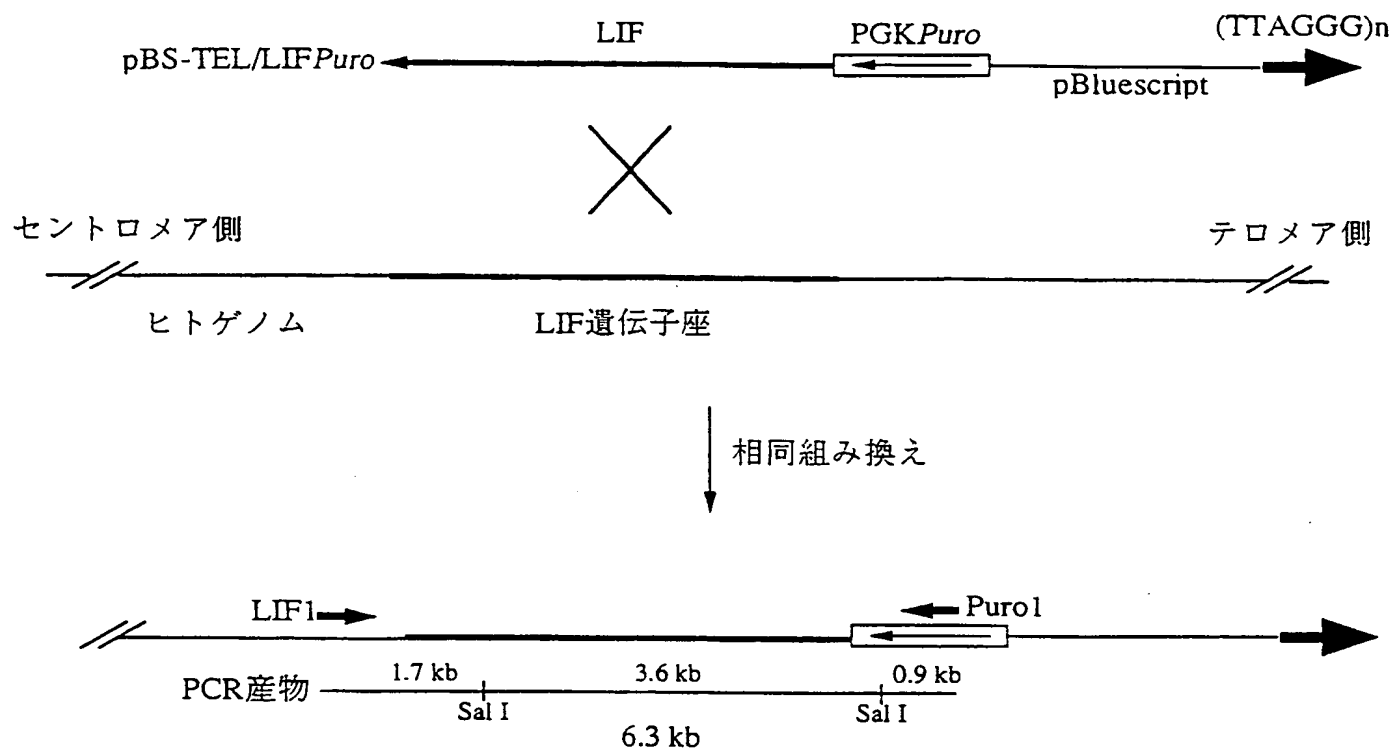 LIF
PGKPuro
(TTAGGG)n
pBS-TEL/LIFPuro
pBluescript
セントロメア側
テロメア側
ヒトゲノム
LIF遺伝子座
相同組み換え
LIF1
Puro1
1.7 kb
3.6 kb
0.9 kb
PCR産物
Sal I
Sal I
6.3 kb